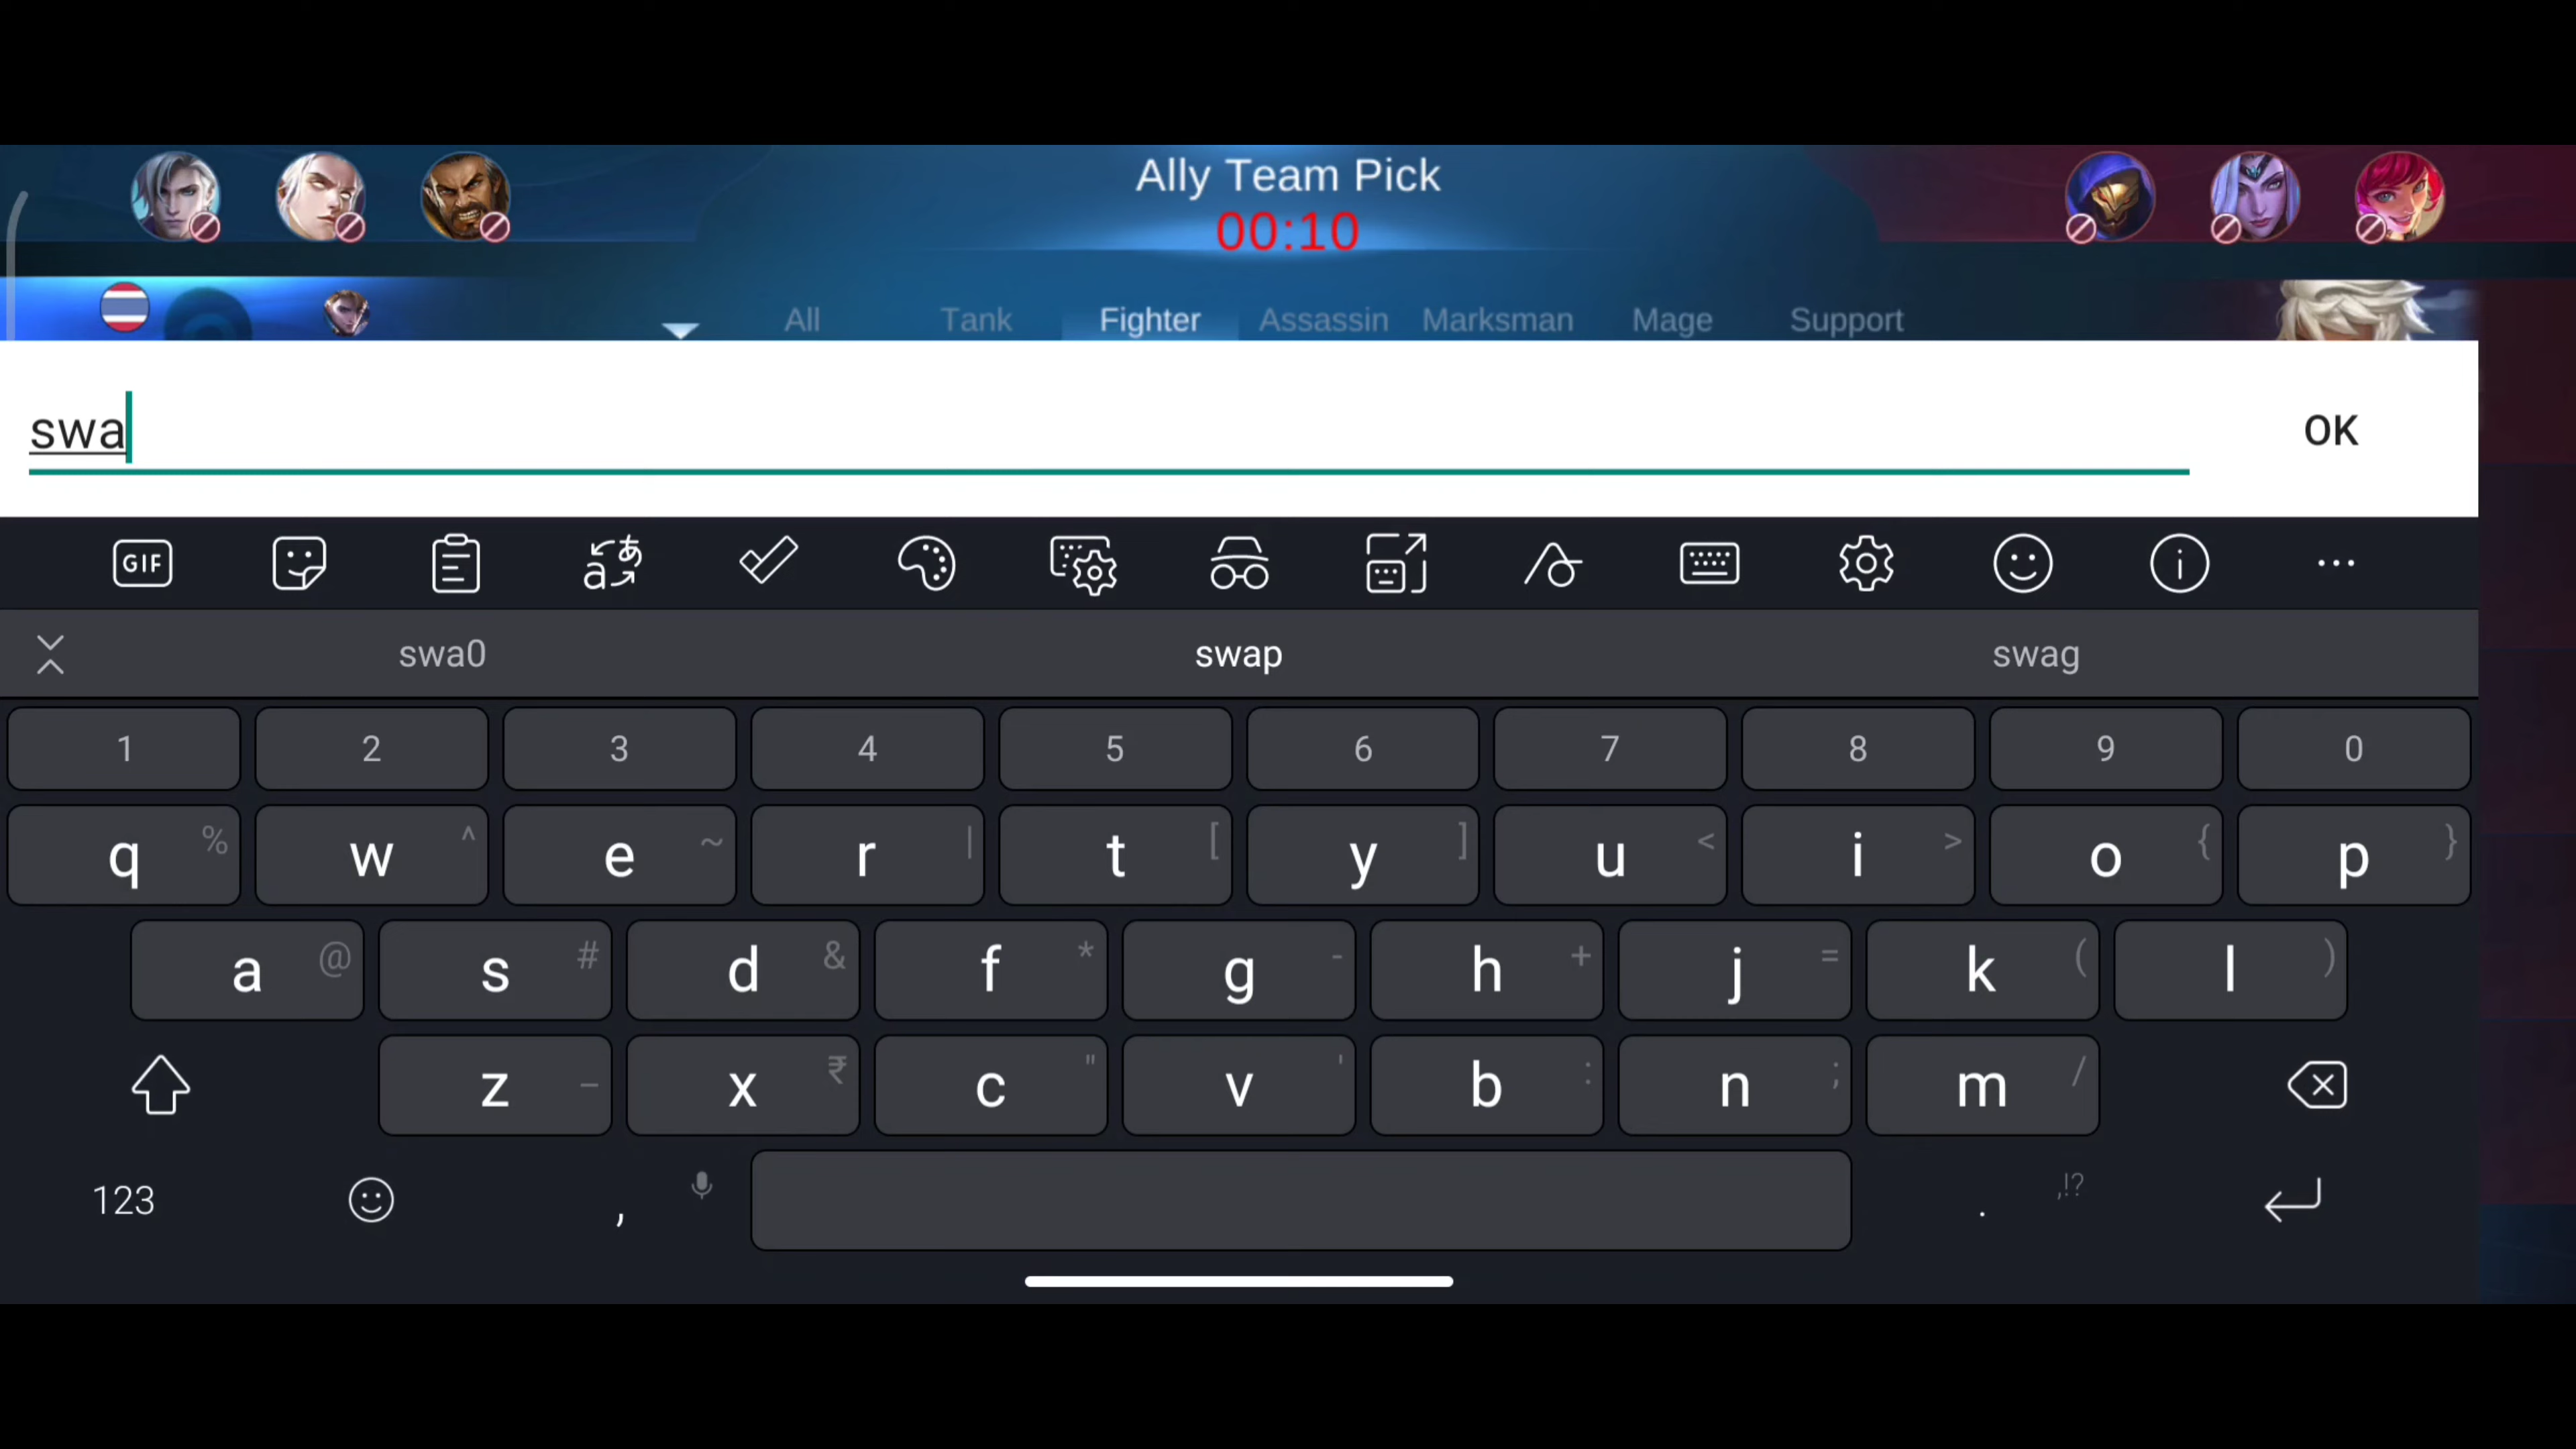 Ally Team Pick
00:10
All Tank Fighter Assassin Marksman Mage Support
swa
OK
GIF a あ
swa0 swap swag
1 2 3 4 5 6 7 8 9 0
q % w ^ e ~ r | t [ y ] u < i > o { p }
a @ s # d & f * g - h + j = k ( l )
z _ x ₹ c " v ' b : n ; m /
123 , . ,!?